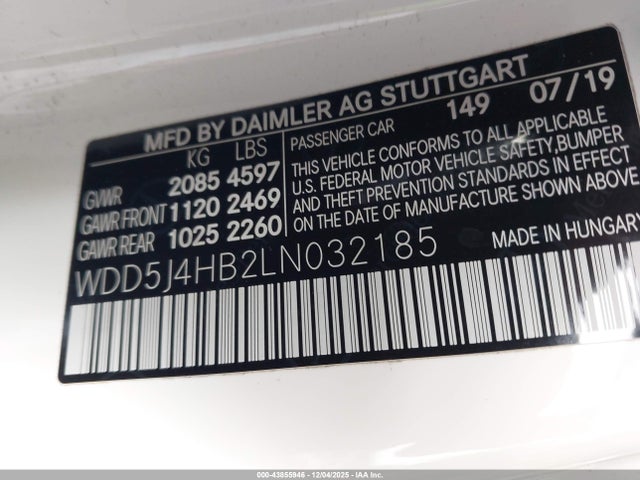 MFD BY DAIMLER AG STUTTGART
KG LBS
GVWR 2085 4597
GAWR FRONT 1120 2469
GAWR REAR 1025 2260
PASSENGER CAR 149 07/19
THIS VEHICLE CONFORMS TO ALL APPLICABLE
U.S. FEDERAL MOTOR VEHICLE SAFETY, BUMPER
AND THEFT PREVENTION STANDARDS IN EFFECT
ON THE DATE OF MANUFACTURE SHOWN ABOVE
WDD5J4HB2LN032185
MADE IN HUNGAR
000-43855946 - 12/04/2025 - IAA, Inc.